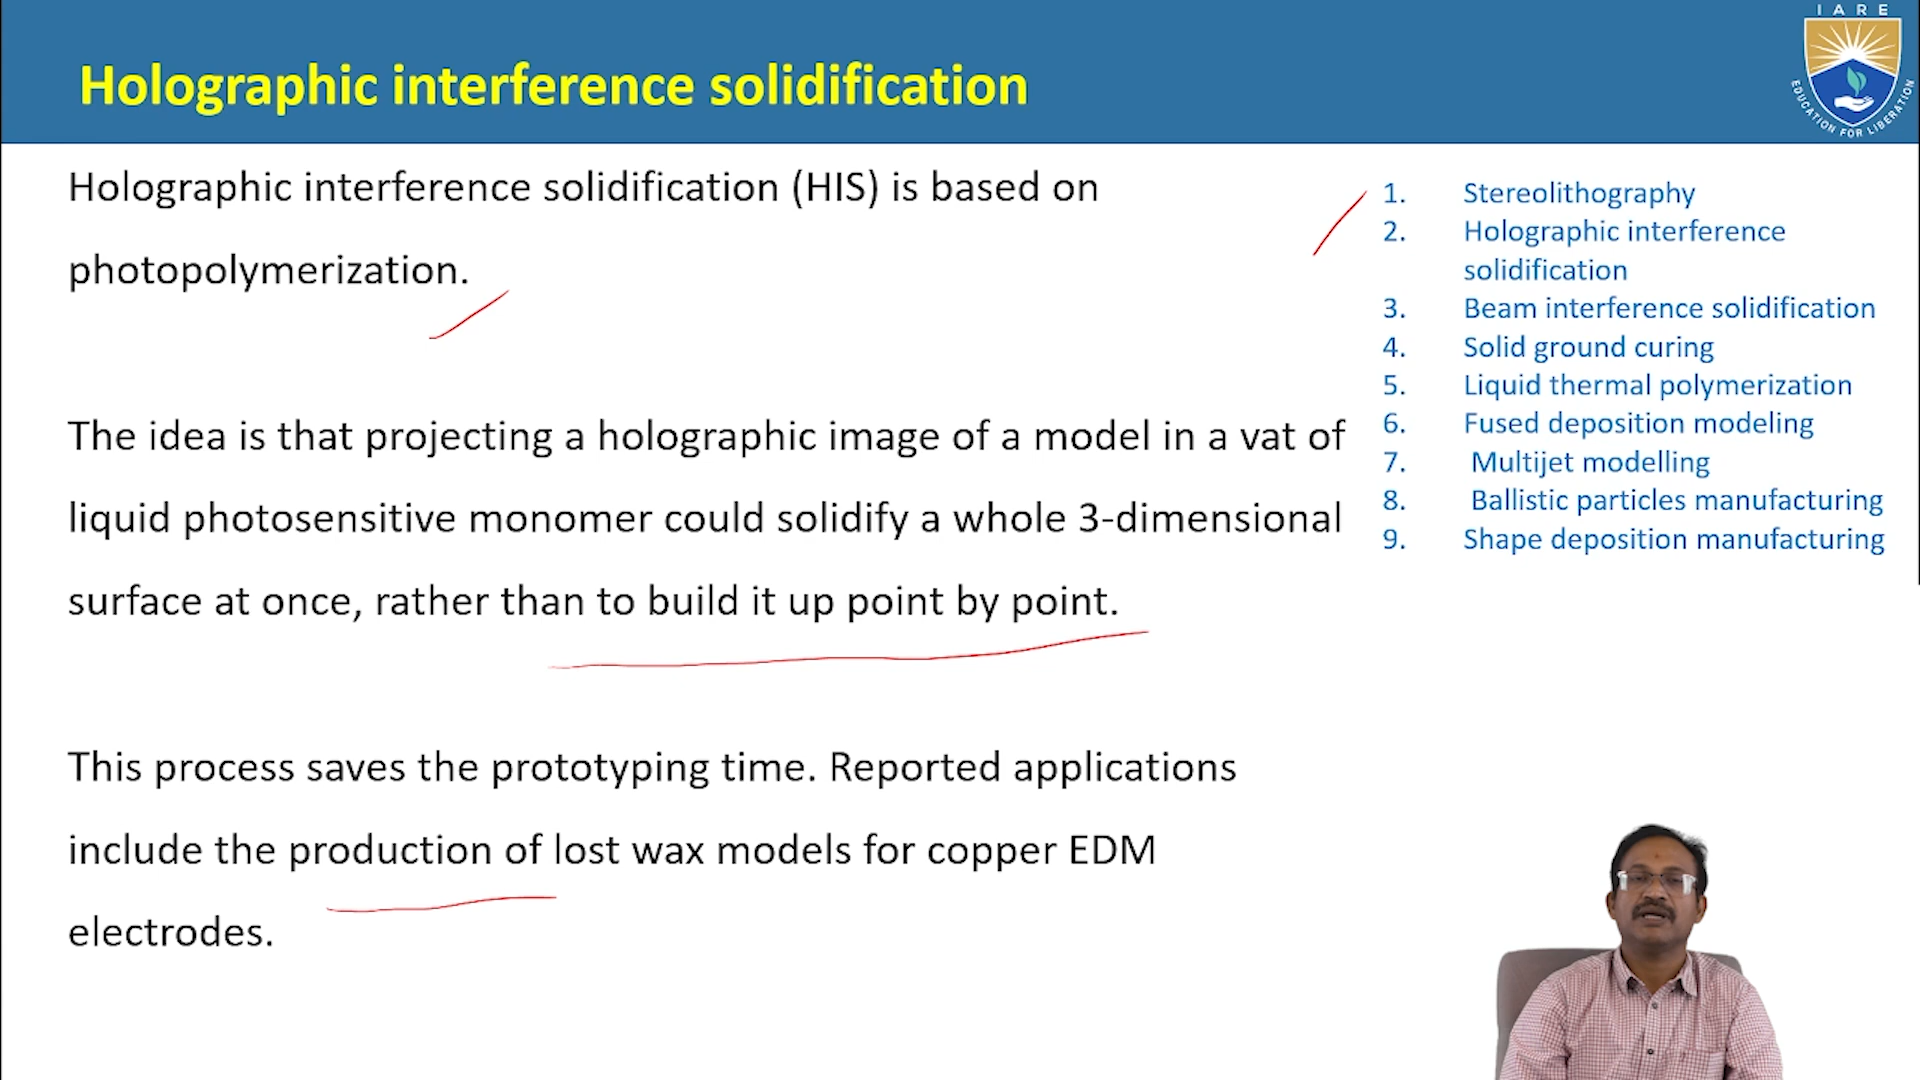 IARE
EDUCATION FOR LIBERATION
Holographic interference solidification
Holographic interference solidification (HIS) is based on
photopolymerization.
The idea is that projecting a holographic image of a model in a vat of
liquid photosensitive monomer could solidify a whole 3-dimensional
surface at once, rather than to build it up point by point.
This process saves the prototyping time. Reported applications
include the production of lost wax models for copper EDM
electrodes.
1. Stereolithography
2. Holographic interference
solidification
3. Beam interference solidification
4. Solid ground curing
5. Liquid thermal polymerization
6. Fused deposition modeling
7. Multijet modelling
8. Ballistic particles manufacturing
9. Shape deposition manufacturing